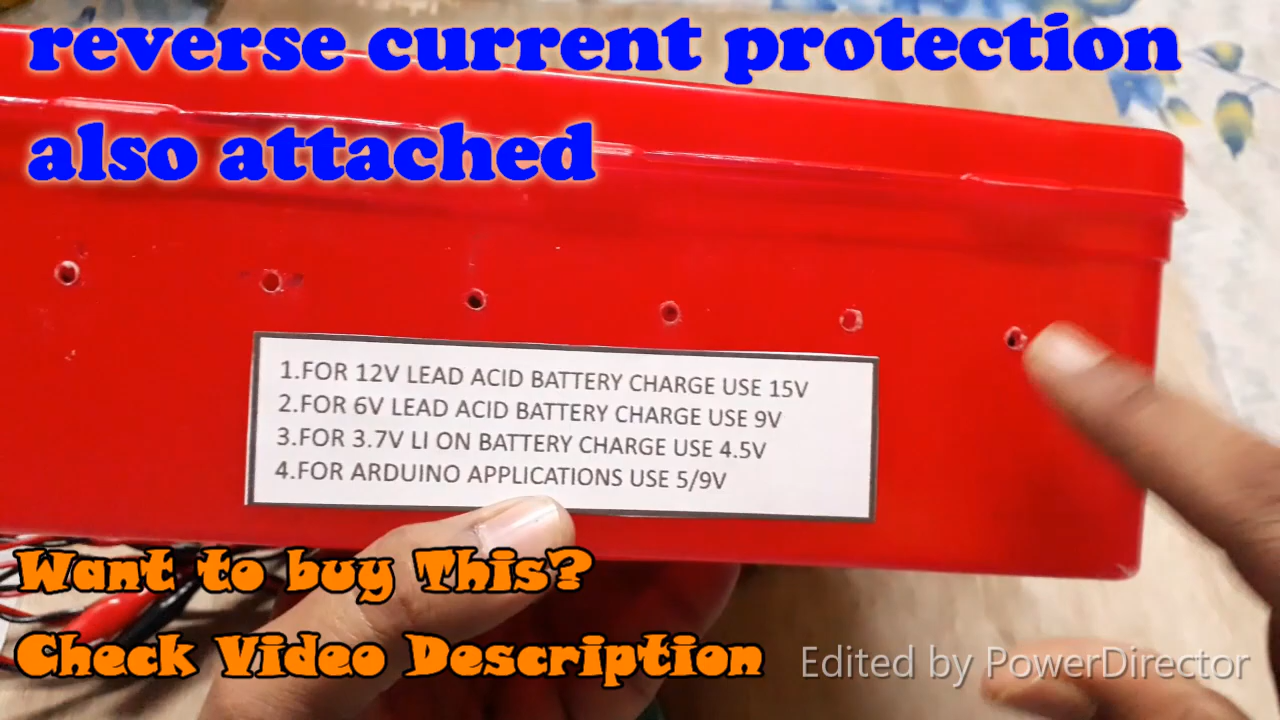 reverse current protection
also attached
1.FOR 12V LEAD ACID BATTERY CHARGE USE 15V
2.FOR 6V LEAD ACID BATTERY CHARGE USE 9V
3.FOR 3.7V LI ON BATTERY CHARGE USE 4.5V
4.FOR ARDUINO APPLICATIONS USE 5/9V
Want to buy This?
Check Video Description
Edited by PowerDirector